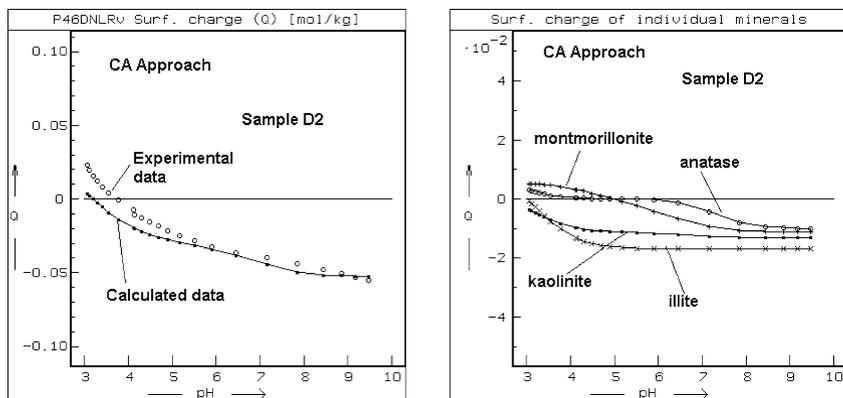 P46DNLRv Surf. charge (Q) [mol/kg]
0.10
0.05
0
-0.05
-0.10
Q
CA Approach
Sample D2
Experimental
data
Calculated data
3 4 5 6 7 8 9 10
pH
Surf. charge of individual minerals
·10⁻²
4
2
0
-2
-4
Q
CA Approach
Sample D2
montmorillonite
anatase
kaolinite
illite
3 4 5 6 7 8 9 10
pH